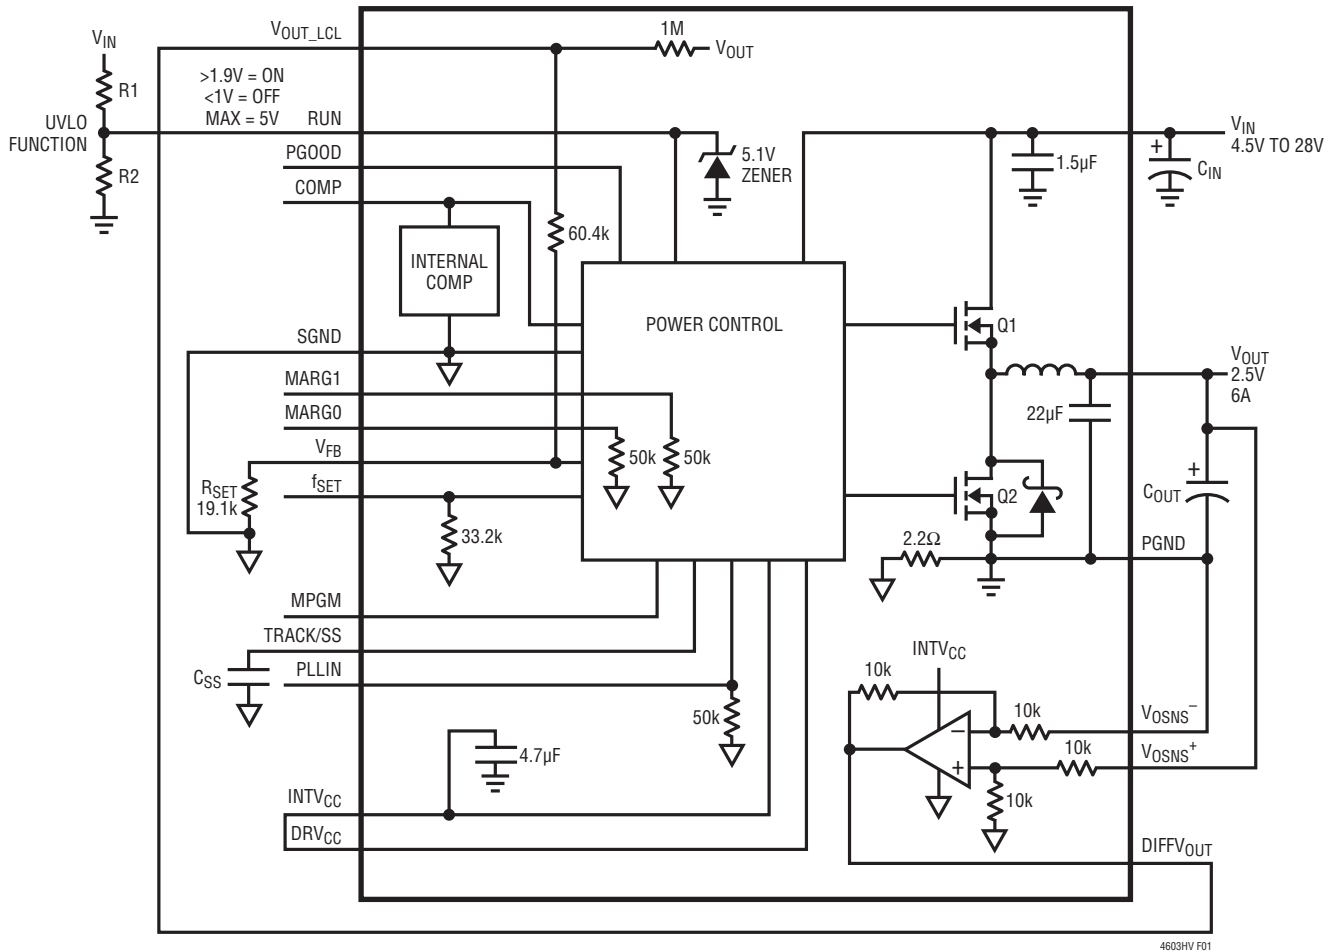 V_OUT_LCL
1M
V_OUT
V_IN
R1
>1.9V = ON
<1V = OFF
MAX = 5V
UVLO
FUNCTION
RUN
R2
PGOOD
COMP
5.1V
ZENER
1.5µF
V_IN
4.5V TO 28V
+
C_IN
60.4k
INTERNAL
COMP
POWER CONTROL
Q1
SGND
MARG1
MARG0
V_FB
f_SET
50k
50k
R_SET
19.1k
33.2k
V_OUT
2.5V
6A
22µF
Q2
+
C_OUT
2.2Ω
PGND
MPGM
TRACK/SS
C_SS
PLLIN
50k
4.7µF
INTV_CC
DRV_CC
INTV_CC
10k
10k
−
V_OSNS^−
10k
+
V_OSNS^+
10k
DIFFV_OUT
4603HV F01